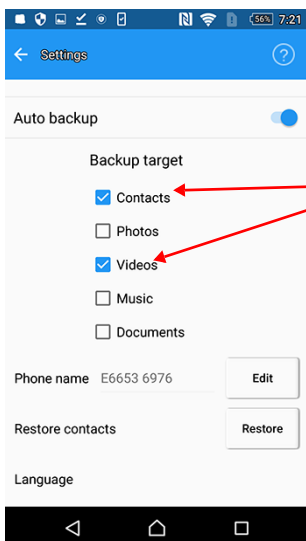 56% 7:21
Settings
Auto backup
Backup target
Contacts
Photos
Videos
Music
Documents
Phone name E6653 6976 Edit
Restore contacts Restore
Language